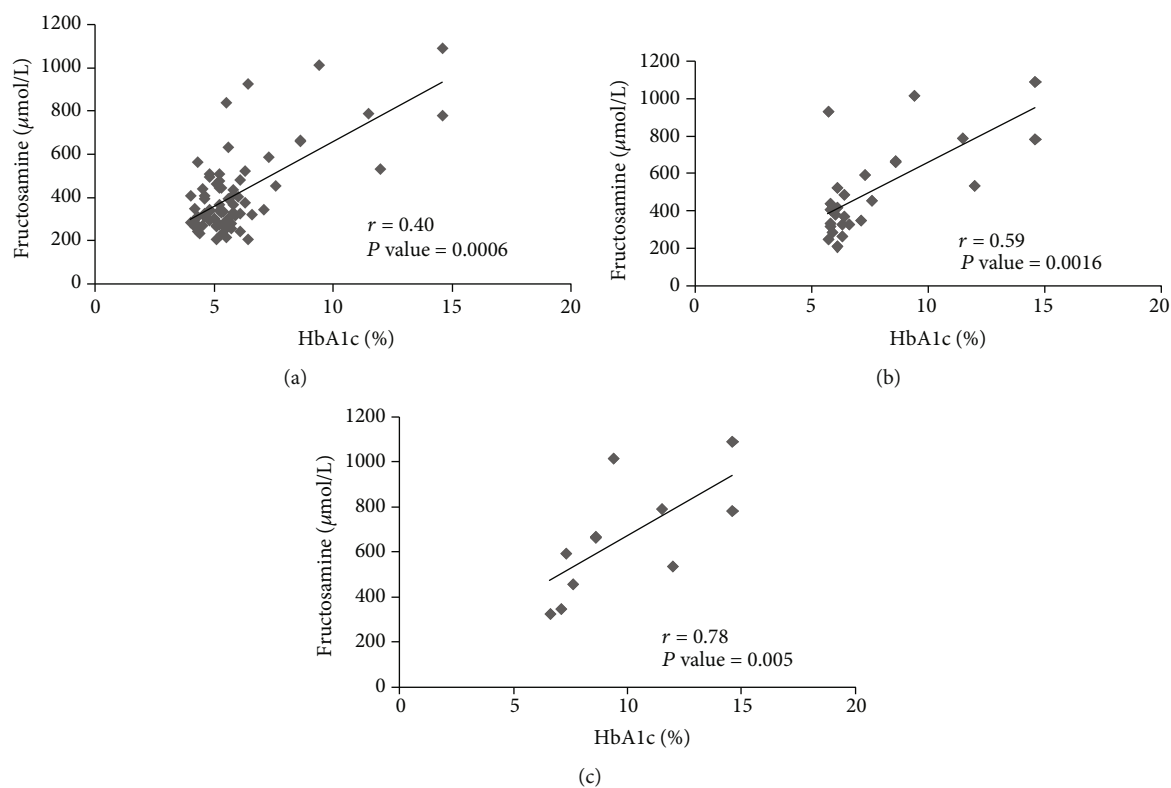 1200
1000
800
600
400
200
0
Fructosamine (μmol/L)
r = 0.40
P value = 0.0006
0 5 10 15 20
HbA1c (%)
(a)
1200
1000
800
600
400
200
0
Fructosamine (μmol/L)
r = 0.59
P value = 0.0016
0 5 10 15 20
HbA1c (%)
(b)
1200
1000
800
600
400
200
0
Fructosamine (μmol/L)
r = 0.78
P value = 0.005
0 5 10 15 20
HbA1c (%)
(c)